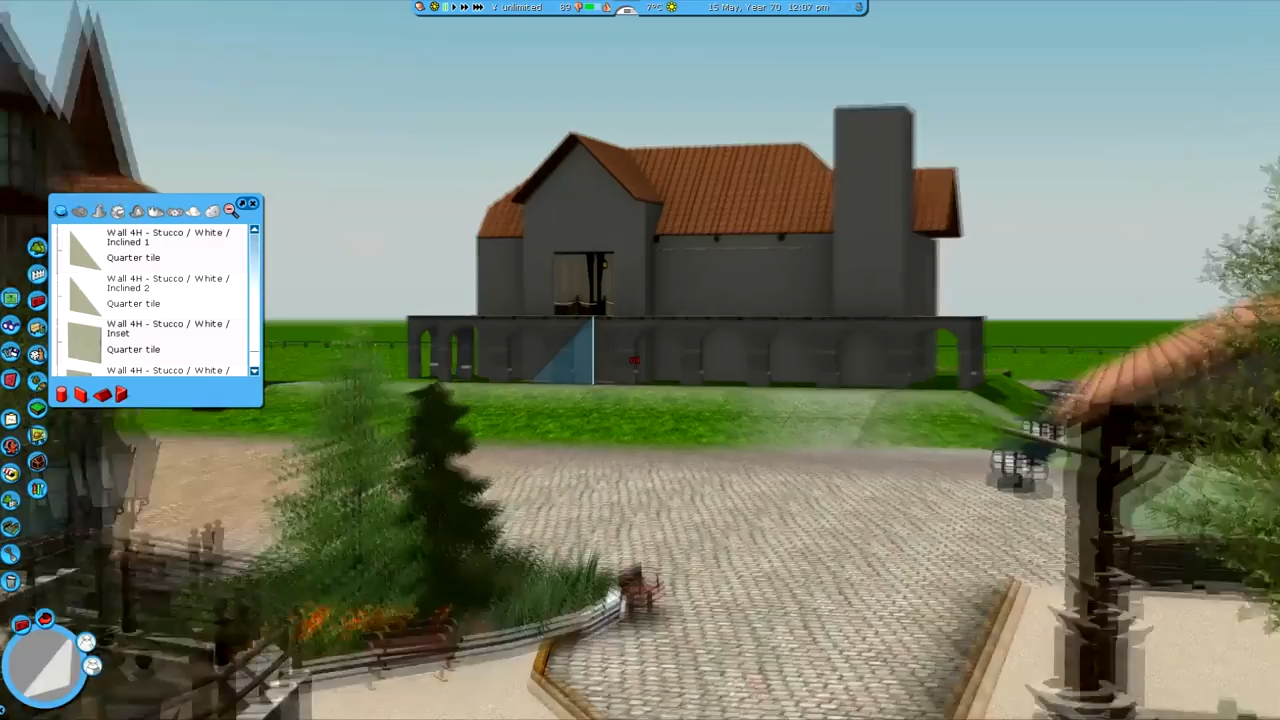 ¥ unlimited 89 7°C 15 May, Year 70 12:07 pm
Wall 4H - Stucco / White /
Inclined 1
Quarter tile
Wall 4H - Stucco / White /
Inclined 2
Quarter tile
Wall 4H - Stucco / White /
Inset
Quarter tile
Wall 4H - Stucco / White /